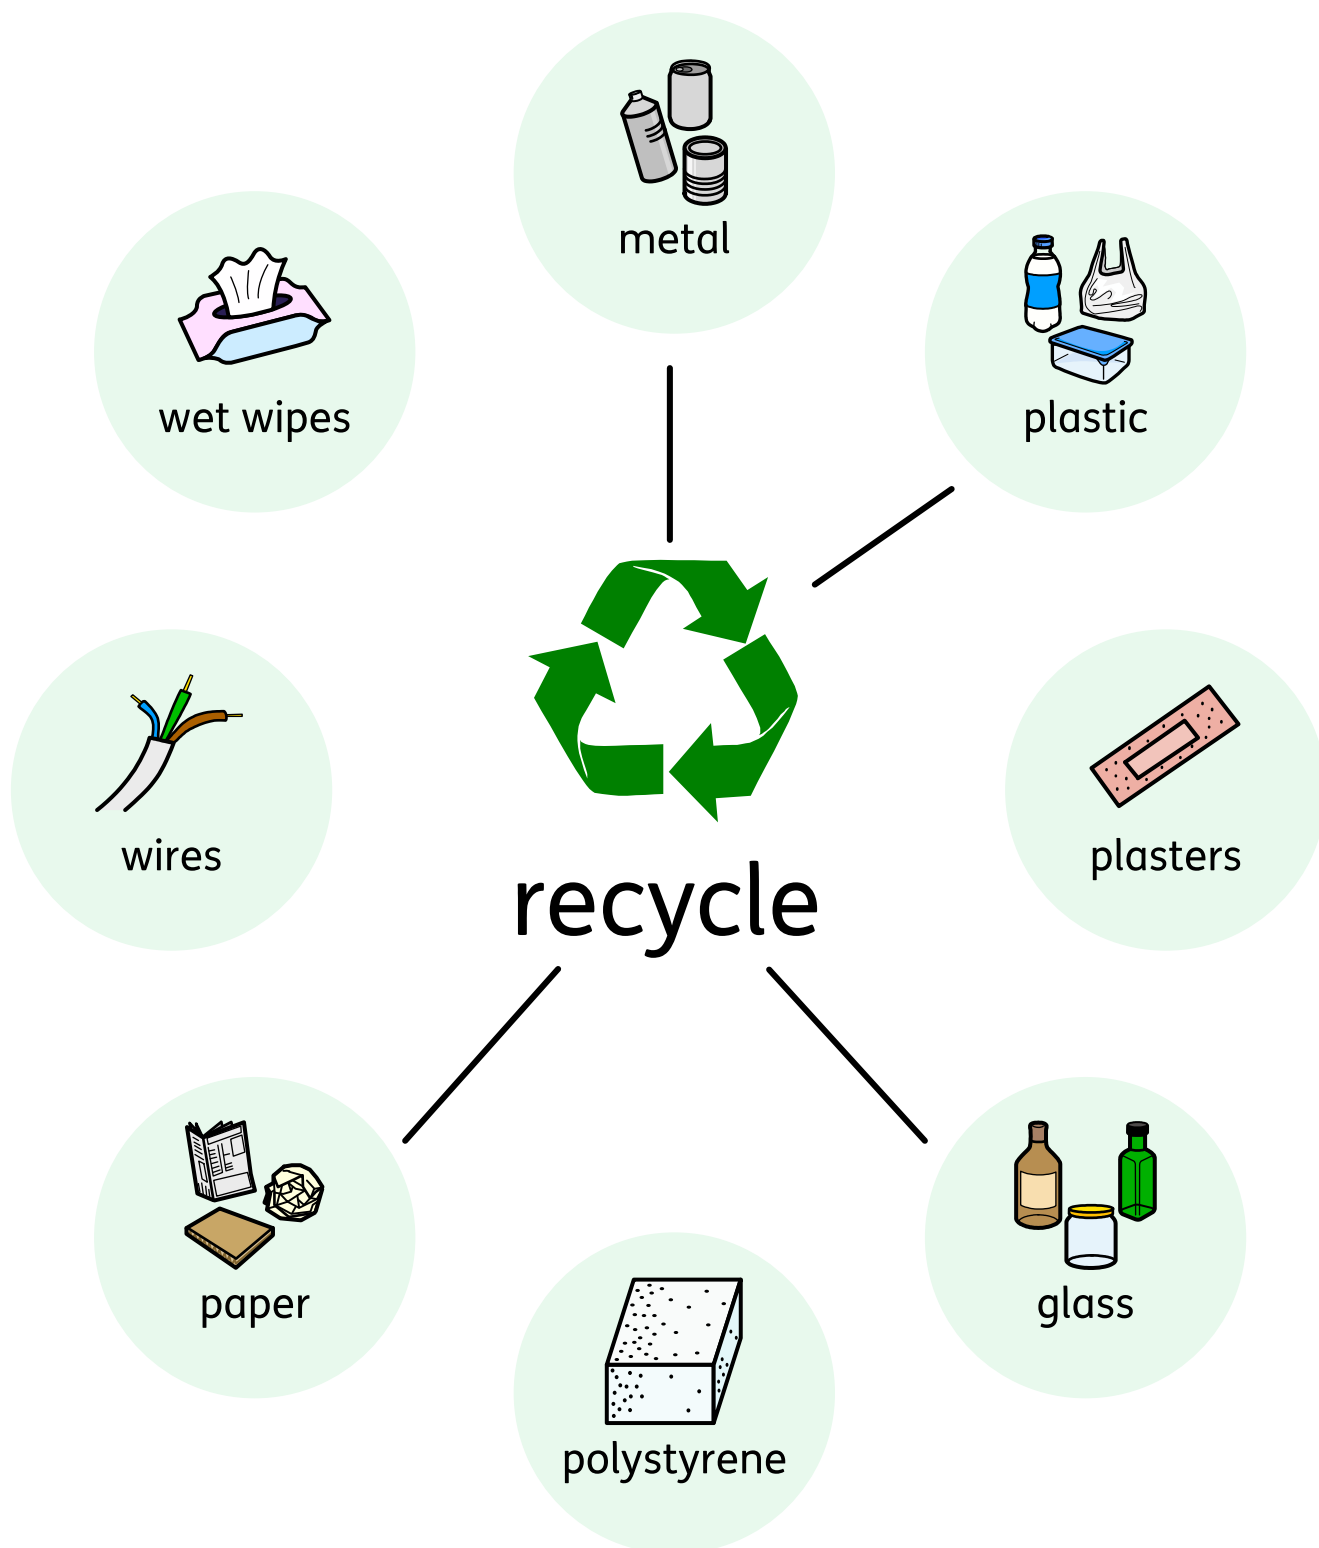 metal
wet wipes
plastic
wires
plasters
recycle
paper
glass
polystyrene